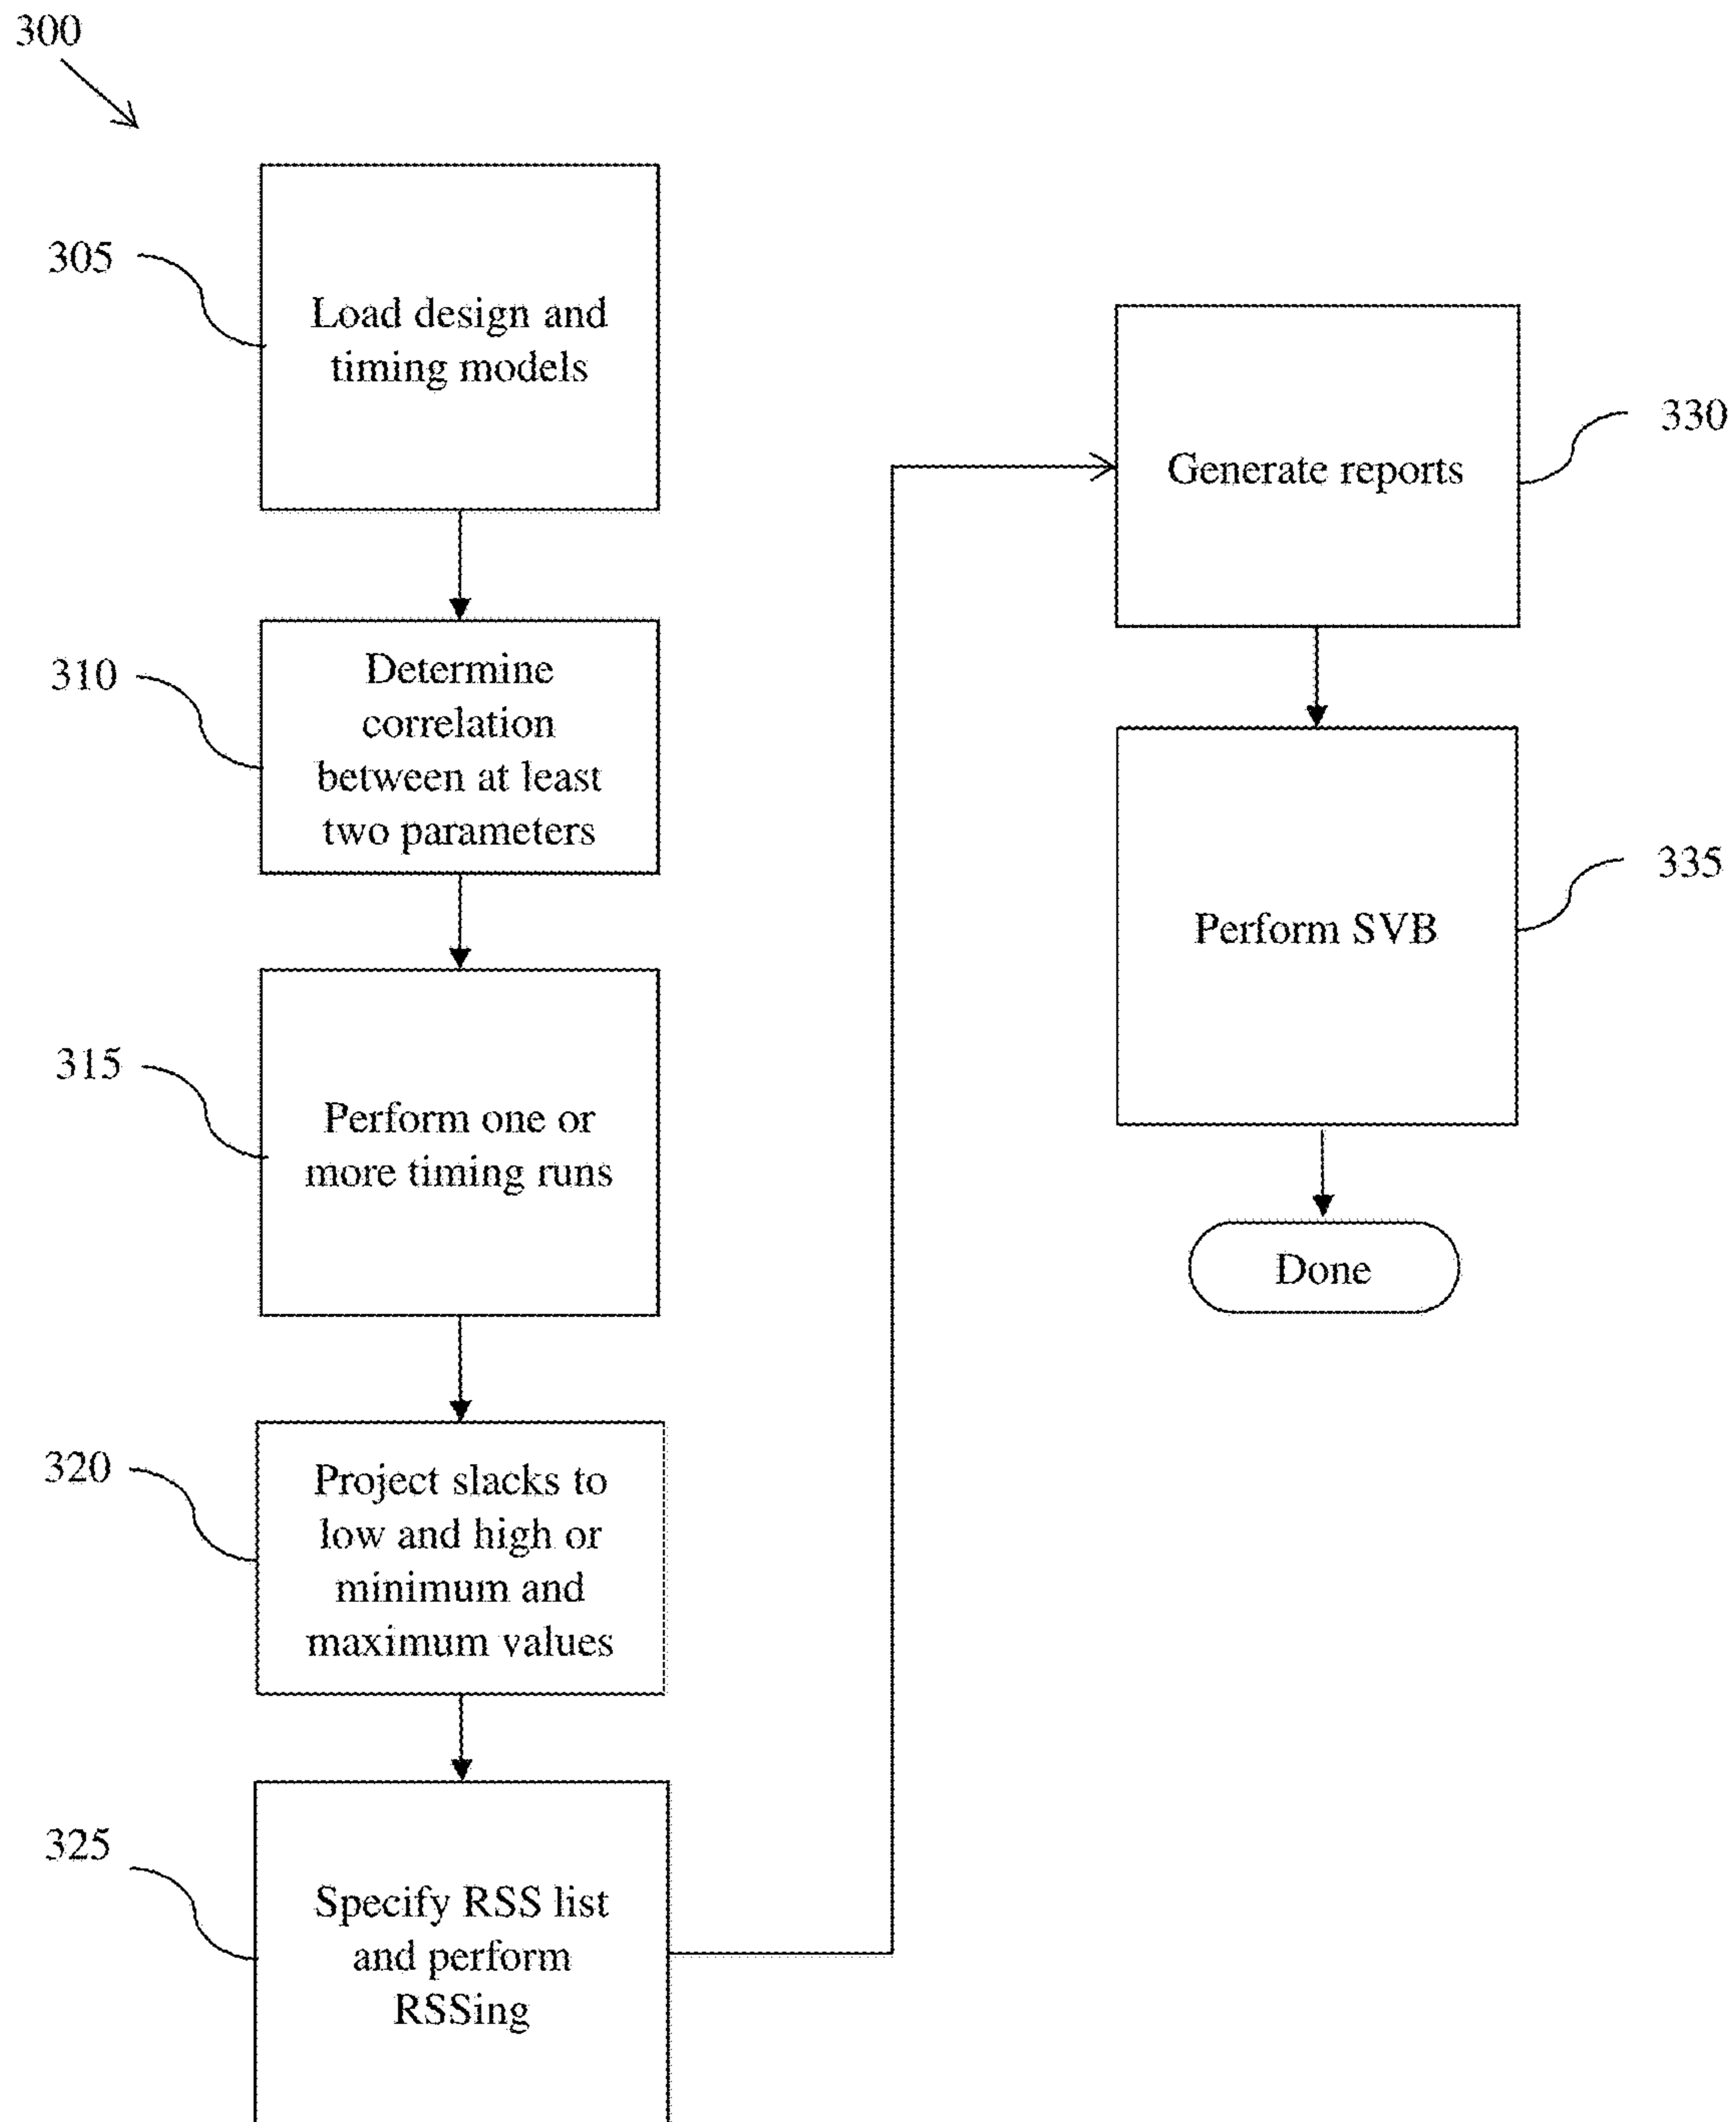 300
305
Load design and
timing models
310
Determine
correlation
between at least
two parameters
315
Perform one or
more timing runs
320
Project slacks to
low and high or
minimum and
maximum values
325
Specify RSS list
and perform
RSSing
330
Generate reports
335
Perform SVB
Done